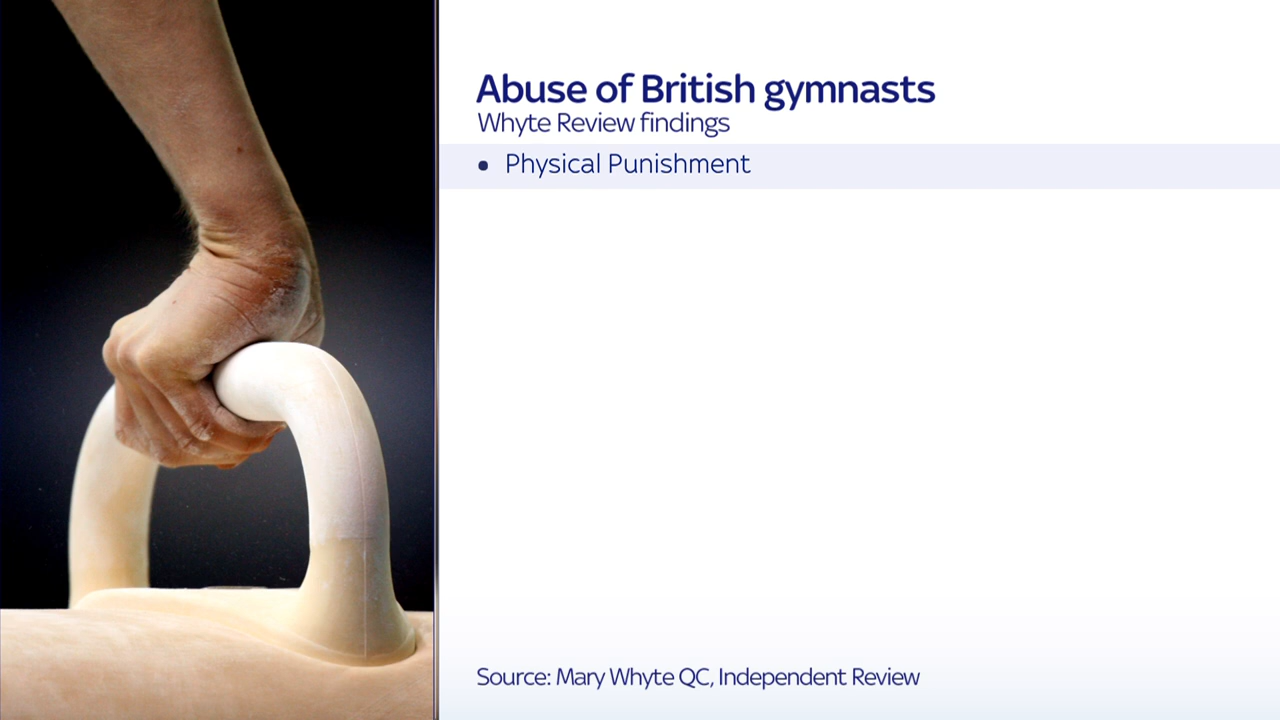 Abuse of British gymnasts
Whyte Review findings
• Physical Punishment
Source: Mary Whyte QC, Independent Review